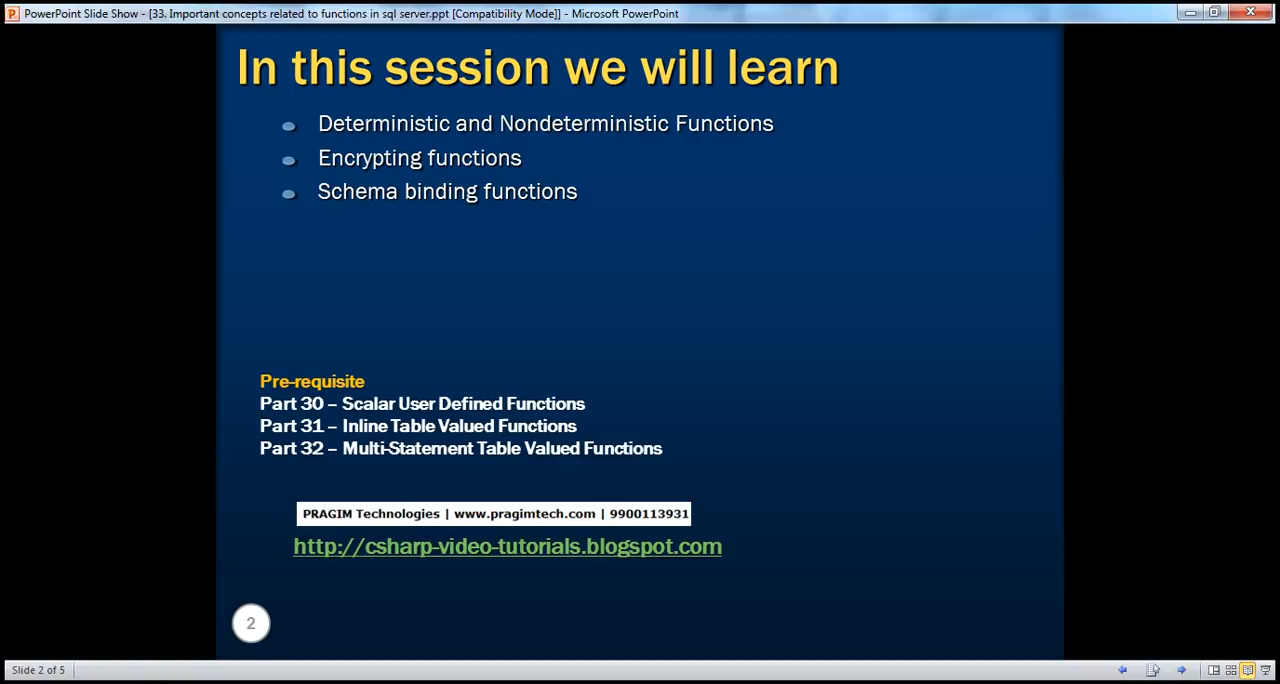 PowerPoint Slide Show - [33. Important concepts related to functions in sql server.ppt [Compatibility Mode]] - Microsoft PowerPoint
In this session we will learn
Deterministic and Nondeterministic Functions
Encrypting functions
Schema binding functions
Pre-requisite
Part 30 – Scalar User Defined Functions
Part 31 – Inline Table Valued Functions
Part 32 – Multi-Statement Table Valued Functions
PRAGIM Technologies | www.pragimtech.com | 9900113931
http://csharp-video-tutorials.blogspot.com
2
Slide 2 of 5